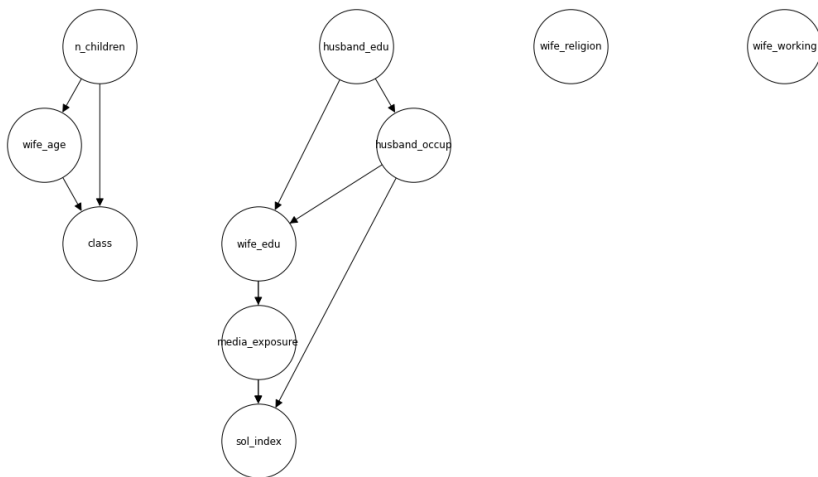 n_children
husband_edu
wife_religion
wife_working
wife_age
husband_occup
class
wife_edu
media_exposure
sol_index